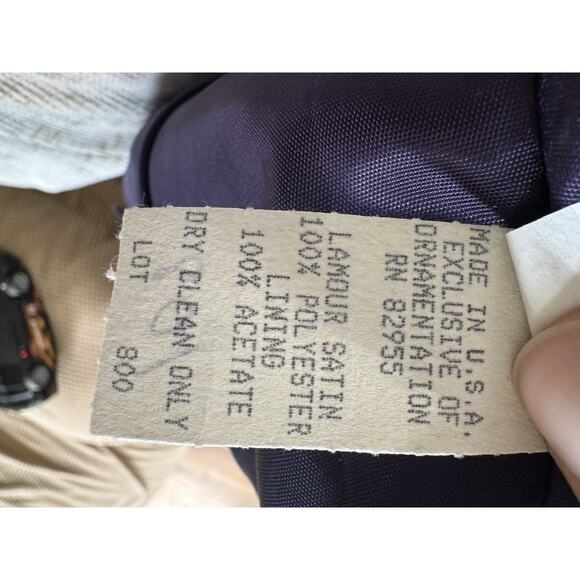 MADE IN U.S.A.
EXCLUSIVE OF
ORNAMENTATION
RN 82955
LAMOUR SATIN
100% POLYESTER
LINING
100% ACETATE
DRY CLEAN ONLY
LOT 800